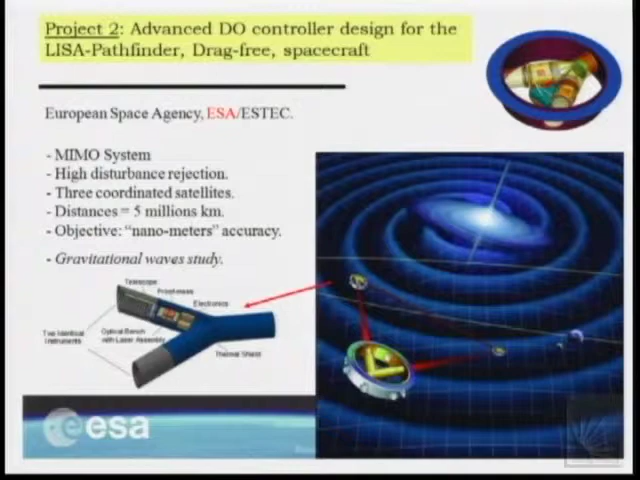 Project 2: Advanced DO controller design for the
LISA-Pathfinder, Drag-free, spacecraft
European Space Agency, ESA/ESTEC.
- MIMO System
- High disturbance rejection.
- Three coordinated satellites.
- Distances = 5 millions km.
- Objective: "nano-meters" accuracy.
- Gravitational waves study.
Telescope
Proof-mass
Electronics
Two Identical
Instruments
Optical Bench
with Laser Assembly
Thermal Shield
esa